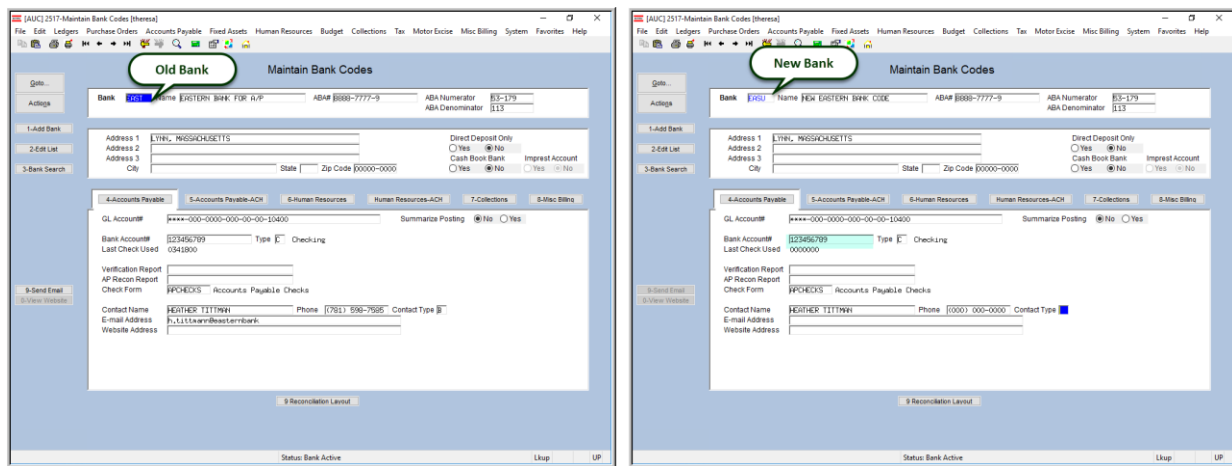 [AUC] 2517-Maintain Bank Codes [theresa]
File Edit Ledgers Purchase Orders Accounts Payable Fixed Assets Human Resources Budget Collections Tax Motor Excise Misc Billing System Favorites Help
Old Bank
Maintain Bank Codes
Goto...
Actions
Bank EAST Name EASTERN BANK FOR A/P ABA# 8888-7777-9 ABA Numerator 53-179
ABA Denominator 113
1-Add Bank
2-Edit List
3-Bank Search
Address 1 LYNN, MASSACHUSETTS Direct Deposit Only
Address 2 Yes No
Address 3 Cash Book Bank Imprest Account
City State Zip Code 00000-0000 Yes No Yes No
4-Accounts Payable 5-Accounts Payable-ACH 6-Human Resources Human Resources-ACH 7-Collections 8-Misc Billing
GL Account# ****-000-0000-000-00-00-10400 Summarize Posting No Yes
Bank Account# 123456789 Type C Checking
Last Check Used 0341800
Verification Report
AP Recon Report
Check Form APCHECKS Accounts Payable Checks
9-Send Email
0-View Website
Contact Name HEATHER TITTMAN Phone (781) 598-7585 Contact Type B
E-mail Address h.tittmann@easternbank
Website Address
9 Reconciliation Layout
Status: Bank Active Lkup UP
[AUC] 2517-Maintain Bank Codes [theresa]
File Edit Ledgers Purchase Orders Accounts Payable Fixed Assets Human Resources Budget Collections Tax Motor Excise Misc Billing System Favorites Help
New Bank
Maintain Bank Codes
Goto...
Actions
Bank EASU Name NEW EASTERN BANK CODE ABA# 8888-7777-9 ABA Numerator 53-179
ABA Denominator 113
1-Add Bank
2-Edit List
3-Bank Search
Address 1 LYNN, MASSACHUSETTS Direct Deposit Only
Address 2 Yes No
Address 3 Cash Book Bank Imprest Account
City State Zip Code 00000-0000 Yes No Yes No
4-Accounts Payable 5-Accounts Payable-ACH 6-Human Resources Human Resources-ACH 7-Collections 8-Misc Billing
GL Account# ****-000-0000-000-00-00-10400 Summarize Posting No Yes
Bank Account# 123456789 Type C Checking
Last Check Used 0000000
Verification Report
AP Recon Report
Check Form APCHECKS Accounts Payable Checks
9-Send Email
0-View Website
Contact Name HEATHER TITTMAN Phone (000) 000-0000 Contact Type
E-mail Address
Website Address
9 Reconciliation Layout
Status: Bank Active Lkup UP